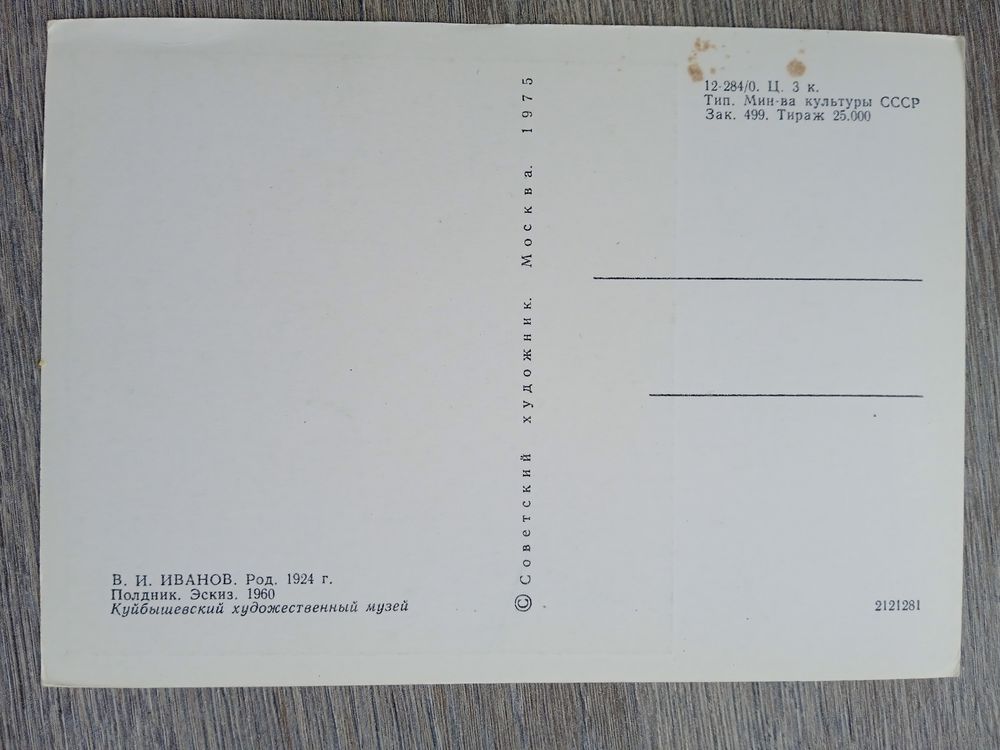 12-284/0. Ц. 3 к.
Тип. Мин-ва культуры СССР
Зак. 499. Тираж 25.000
© Советский художник. Москва. 1975
В. И. ИВАНОВ. Род. 1924 г.
Полдник. Эскиз. 1960
Куйбышевский художественный музей
2121281